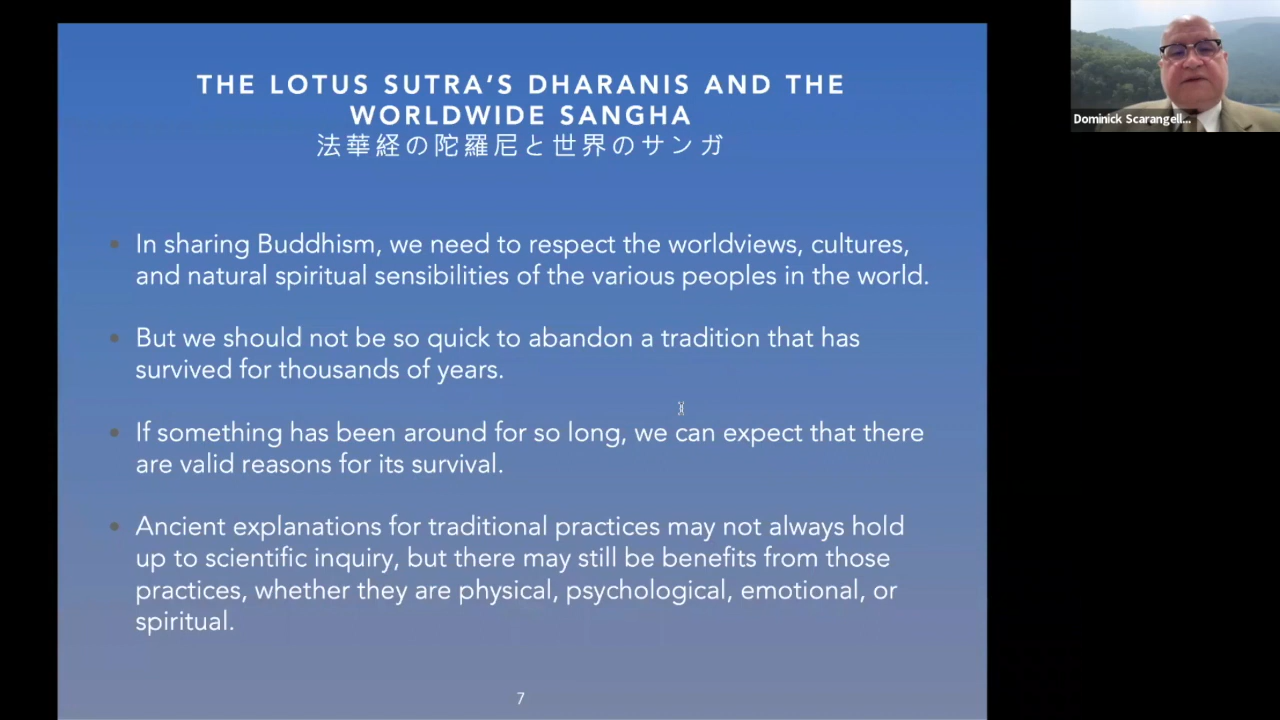 THE LOTUS SUTRA'S DHARANIS AND THE
WORLDWIDE SANGHA
法華経の陀羅尼と世界のサンガ
• In sharing Buddhism, we need to respect the worldviews, cultures,
and natural spiritual sensibilities of the various peoples in the world.
• But we should not be so quick to abandon a tradition that has
survived for thousands of years.
• If something has been around for so long, we can expect that there
are valid reasons for its survival.
• Ancient explanations for traditional practices may not always hold
up to scientific inquiry, but there may still be benefits from those
practices, whether they are physical, psychological, emotional, or
spiritual.
7
Dominick Scarangell...